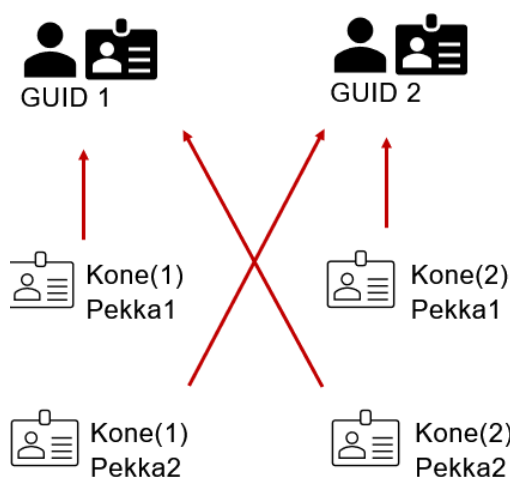 GUID 1
GUID 2
Kone(1)
Pekka1
Kone(2)
Pekka1
Kone(1)
Pekka2
Kone(2)
Pekka2